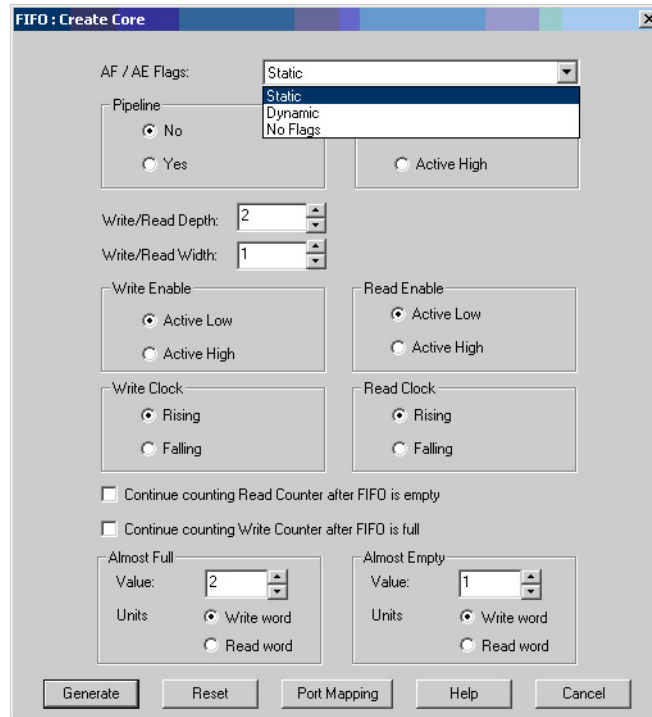 FIFO : Create Core
AF / AE Flags: Static
Static
Dynamic
No Flags
Pipeline
No
Yes
Active High
Write/Read Depth: 2
Write/Read Width: 1
Write Enable
Active Low
Active High
Read Enable
Active Low
Active High
Write Clock
Rising
Falling
Read Clock
Rising
Falling
Continue counting Read Counter after FIFO is empty
Continue counting Write Counter after FIFO is full
Almost Full
Value: 2
Units Write word
Read word
Almost Empty
Value: 1
Units Write word
Read word
Generate Reset Port Mapping Help Cancel